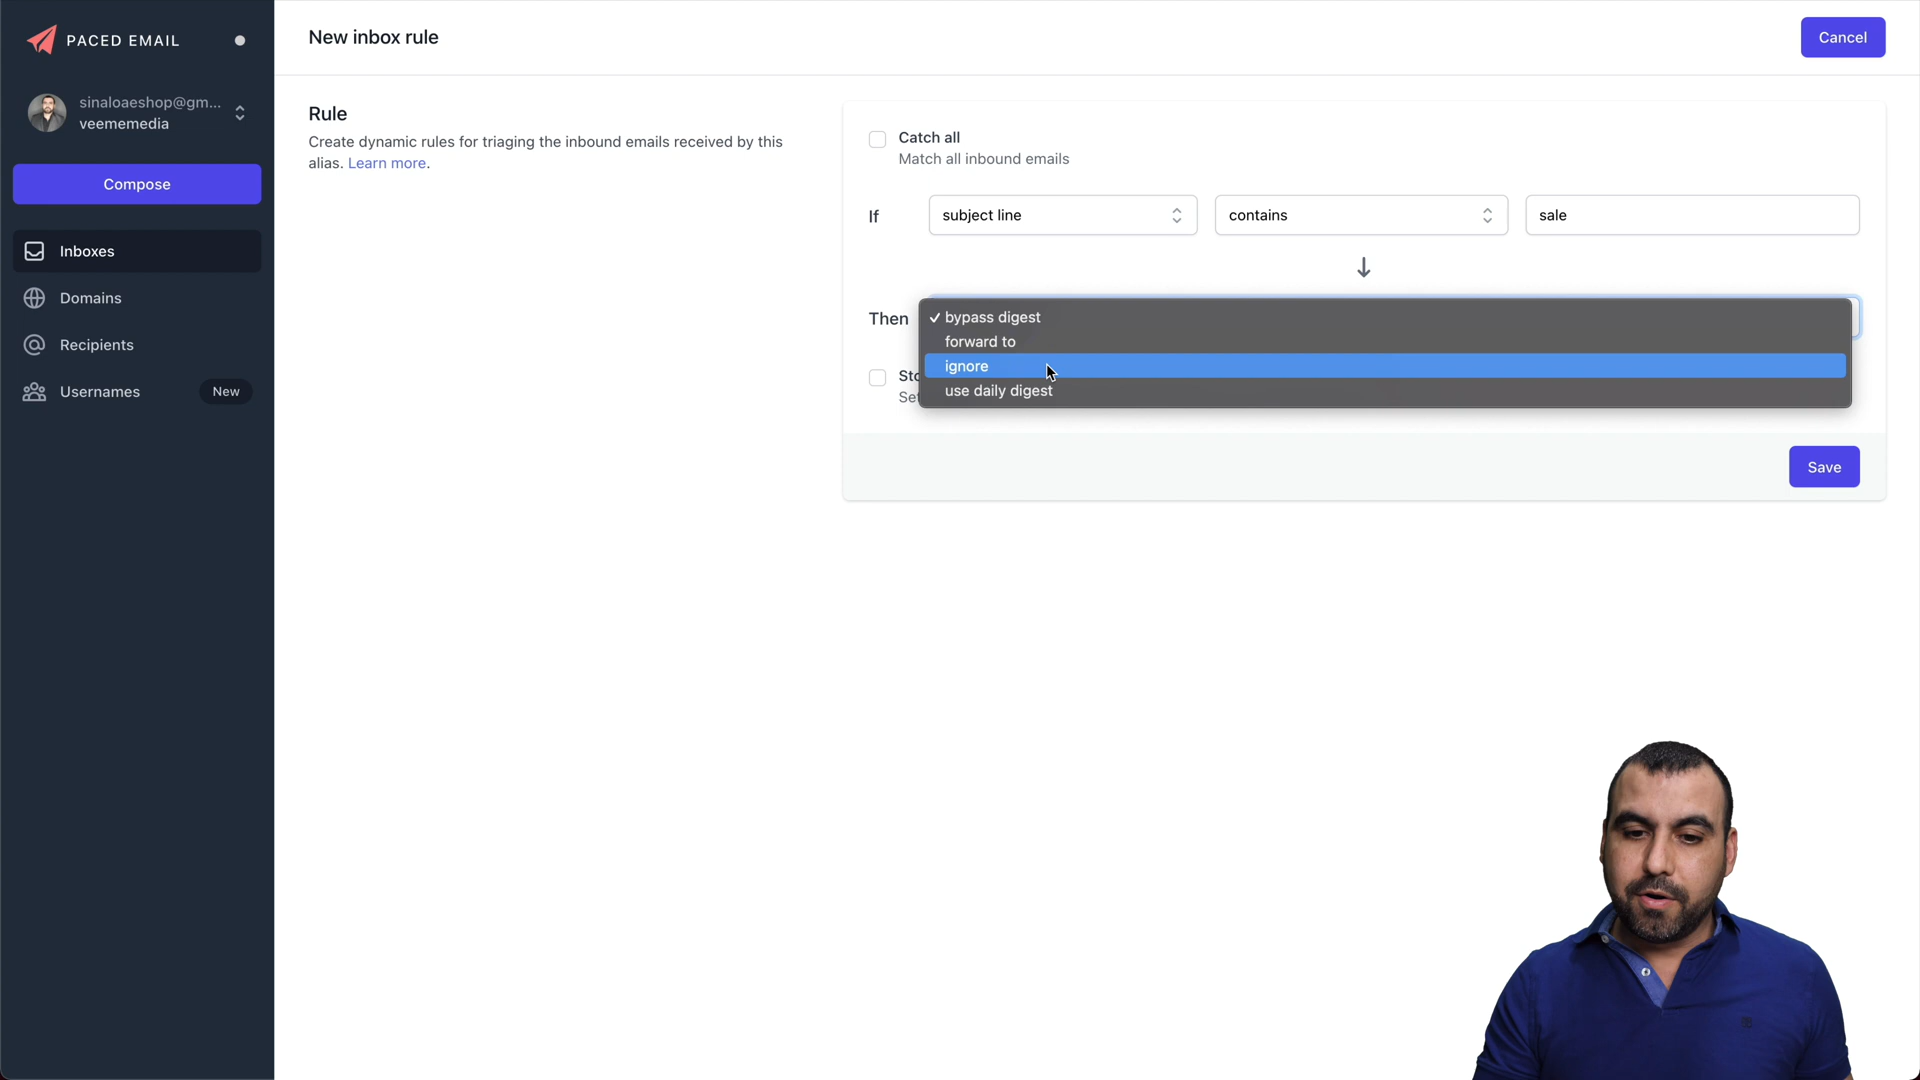 PACED EMAIL
sinaloaeshop@gm...
veememedia
Compose
Inboxes
Domains
Recipients
Usernames
New
New inbox rule
Cancel
Rule
Create dynamic rules for triaging the inbound emails received by this
alias. Learn more.
Catch all
Match all inbound emails
If
subject line
contains
sale
Then
✓ bypass digest
forward to
ignore
use daily digest
Save